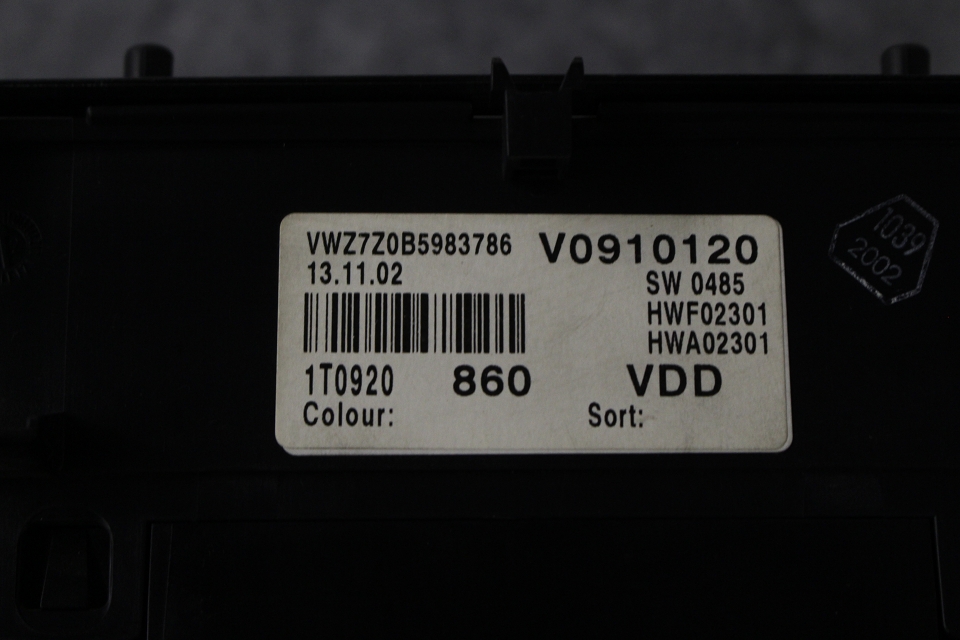 VWZ7Z0B5983786 V0910120
13.11.02 SW 0485
HWF02301
HWA02301
1T0920 860 VDD
Colour: Sort:
1039
2002